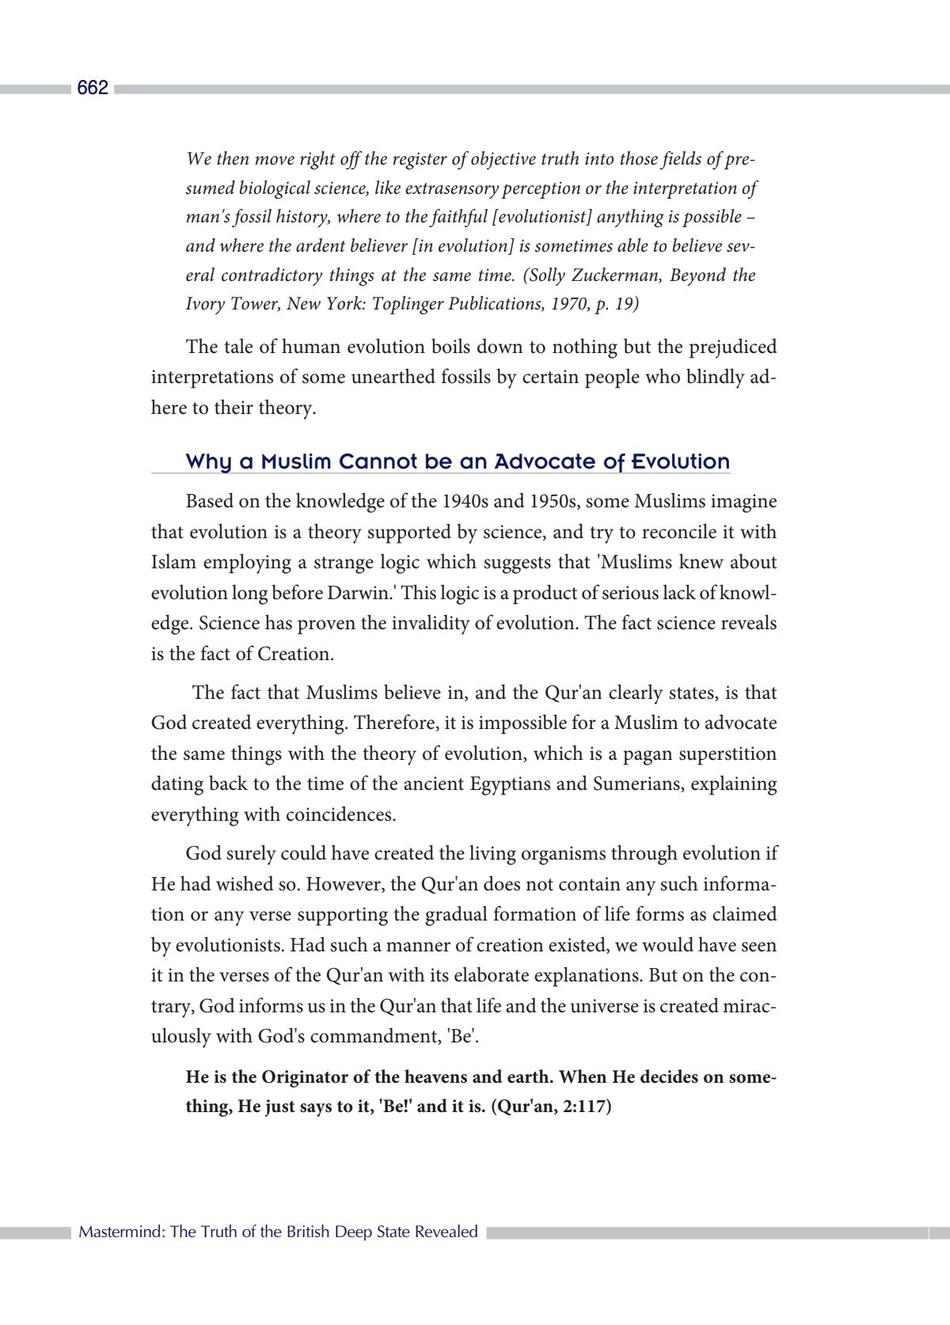 662
We then move right off the register of objective truth into those fields of pre-
sumed biological science, like extrasensory perception or the interpretation of
man's fossil history, where to the faithful [evolutionist] anything is possible –
and where the ardent believer [in evolution] is sometimes able to believe sev-
eral contradictory things at the same time. (Solly Zuckerman, Beyond the
Ivory Tower, New York: Toplinger Publications, 1970, p. 19)
The tale of human evolution boils down to nothing but the prejudiced
interpretations of some unearthed fossils by certain people who blindly ad-
here to their theory.
Why a Muslim Cannot be an Advocate of Evolution
Based on the knowledge of the 1940s and 1950s, some Muslims imagine
that evolution is a theory supported by science, and try to reconcile it with
Islam employing a strange logic which suggests that 'Muslims knew about
evolution long before Darwin.' This logic is a product of serious lack of knowl-
edge. Science has proven the invalidity of evolution. The fact science reveals
is the fact of Creation.
The fact that Muslims believe in, and the Qur'an clearly states, is that
God created everything. Therefore, it is impossible for a Muslim to advocate
the same things with the theory of evolution, which is a pagan superstition
dating back to the time of the ancient Egyptians and Sumerians, explaining
everything with coincidences.
God surely could have created the living organisms through evolution if
He had wished so. However, the Qur'an does not contain any such informa-
tion or any verse supporting the gradual formation of life forms as claimed
by evolutionists. Had such a manner of creation existed, we would have seen
it in the verses of the Qur'an with its elaborate explanations. But on the con-
trary, God informs us in the Qur'an that life and the universe is created mirac-
ulously with God's commandment, 'Be'.
He is the Originator of the heavens and earth. When He decides on some-
thing, He just says to it, 'Be!' and it is. (Qur'an, 2:117)
Mastermind: The Truth of the British Deep State Revealed